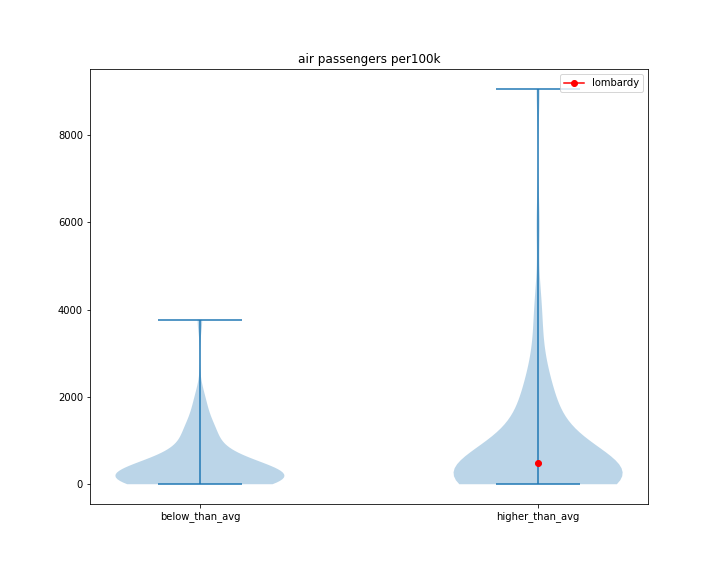 air passengers per100k
lombardy
8000
6000
4000
2000
0
below_than_avg
higher_than_avg